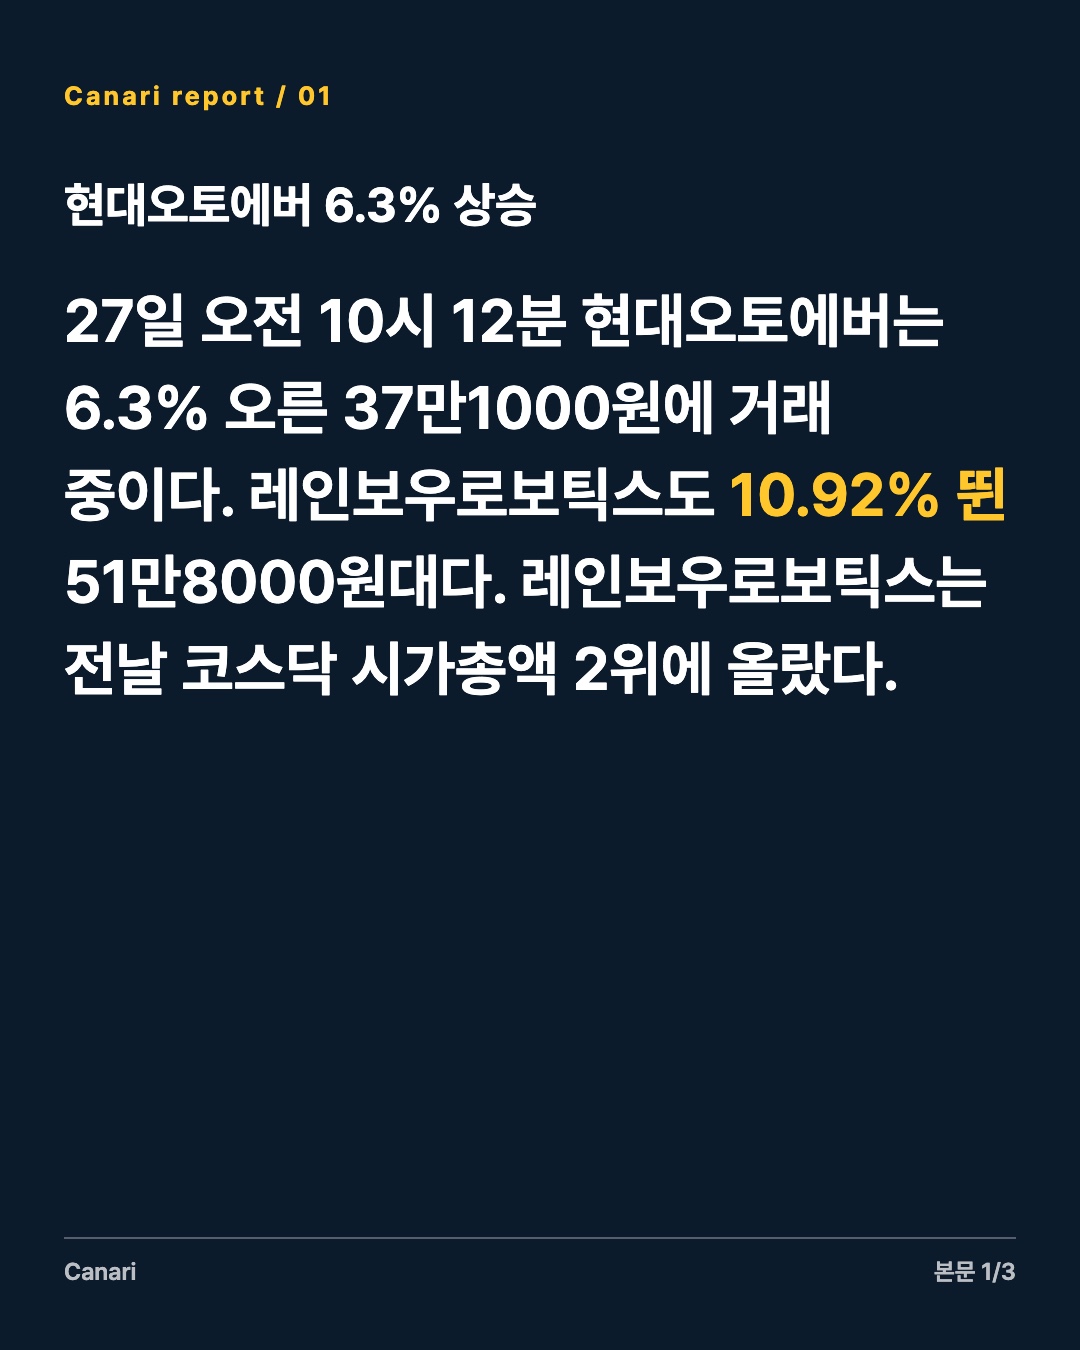 Canari report / 01
현대오토에버 6.3% 상승
27일 오전 10시 12분 현대오토에버는
6.3% 오른 37만1000원에 거래
중이다. 레인보우로보틱스도 10.92% 뛴
51만8000원대다. 레인보우로보틱스는
전날 코스닥 시가총액 2위에 올랐다.
Canari
본문 1/3